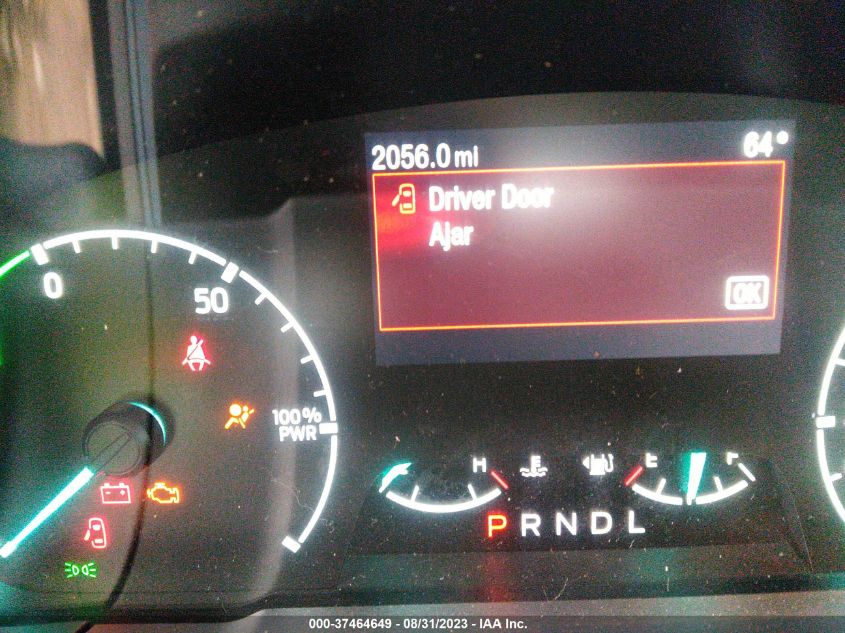 2056.0 mi 64°
Driver Door
Ajar
OK
0
50
100%
PWR
H
E F
P R N D L
000-37464649 - 08/31/2023 - IAA Inc.